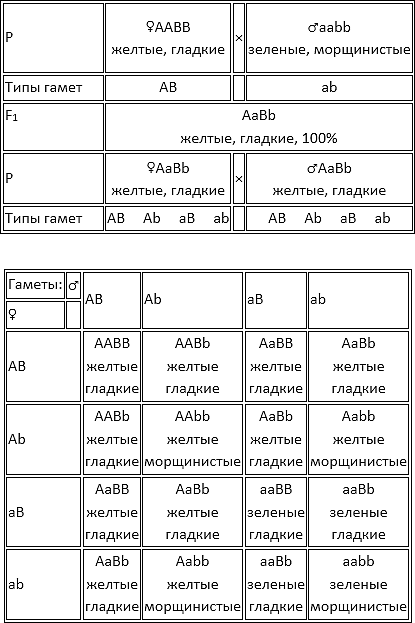 ♀AABB ♂aabb
P ×
желтые, гладкие зеленые, морщинистые
Типы гамет AB ab
F₁ AaBb
желтые, гладкие, 100%
♀AaBb ♂AaBb
P ×
желтые, гладкие желтые, гладкие
Типы гамет AB Ab aB ab AB Ab aB ab
Гаметы: ♂ AB Ab aB ab
♀
AABB AABb AaBB AaBb
AB желтые желтые желтые желтые
гладкие гладкие гладкие гладкие
AABb AAbb AaBb Aabb
Ab желтые желтые желтые желтые
гладкие морщинистые гладкие морщинистые
AaBB AaBb aaBB aaBb
aB желтые желтые зеленые зеленые
гладкие гладкие гладкие гладкие
AaBb Aabb aaBb aabb
ab желтые желтые зеленые зеленые
гладкие морщинистые гладкие морщинистые